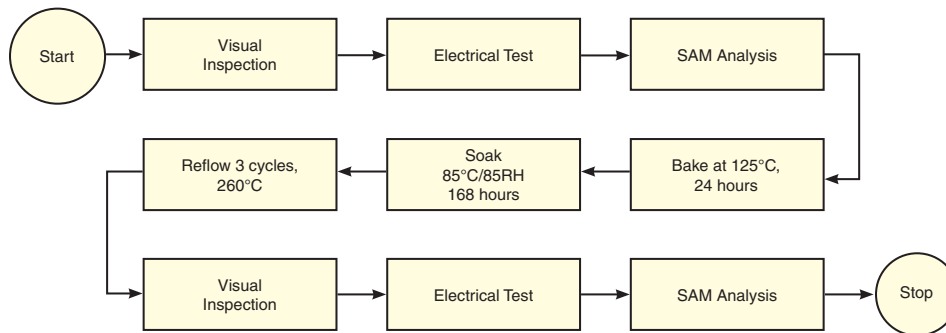 Start
Visual
Inspection
Electrical Test
SAM Analysis
Bake at 125°C,
24 hours
Soak
85°C/85RH
168 hours
Reflow 3 cycles,
260°C
Visual
Inspection
Electrical Test
SAM Analysis
Stop